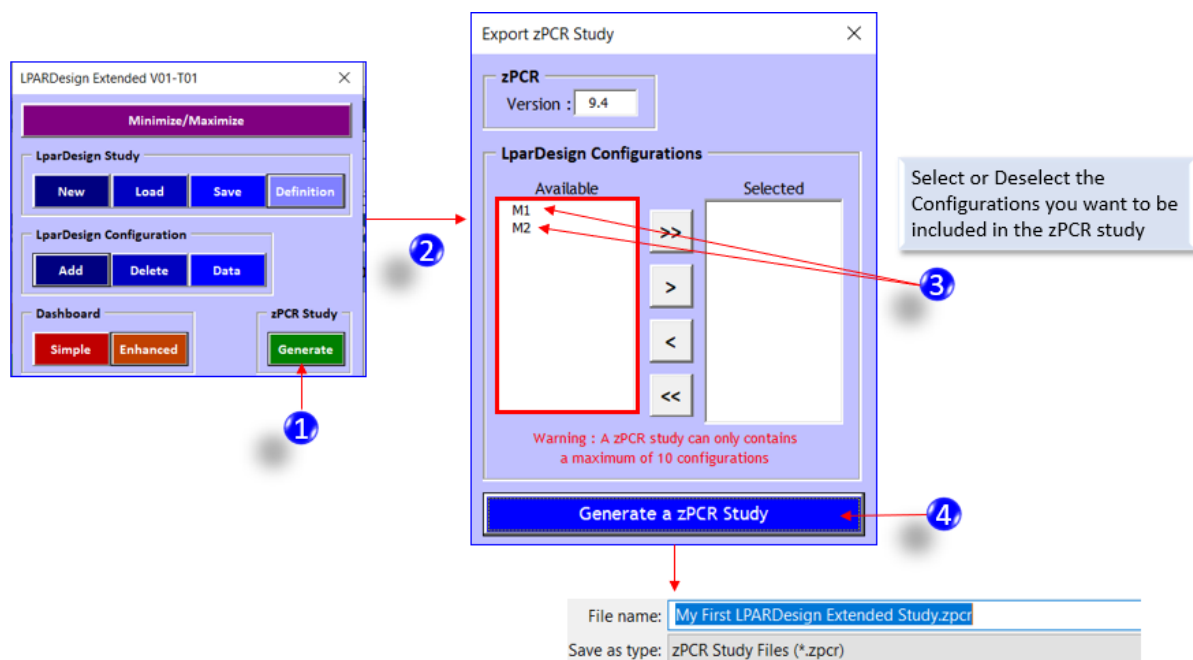 LPARDesign Extended V01-T01
Minimize/Maximize
LparDesign Study
New Load Save Definition
LparDesign Configuration
Add Delete Data
Dashboard zPCR Study
Simple Enhanced Generate
1
2
Export zPCR Study
zPCR
Version : 9.4
LparDesign Configurations
Available Selected
M1
M2
>>
>
<
<<
Warning : A zPCR study can only contains
a maximum of 10 configurations
Generate a zPCR Study
Select or Deselect the
Configurations you want to be
included in the zPCR study
3
4
File name: My First LPARDesign Extended Study.zpcr
Save as type: zPCR Study Files (*.zpcr)